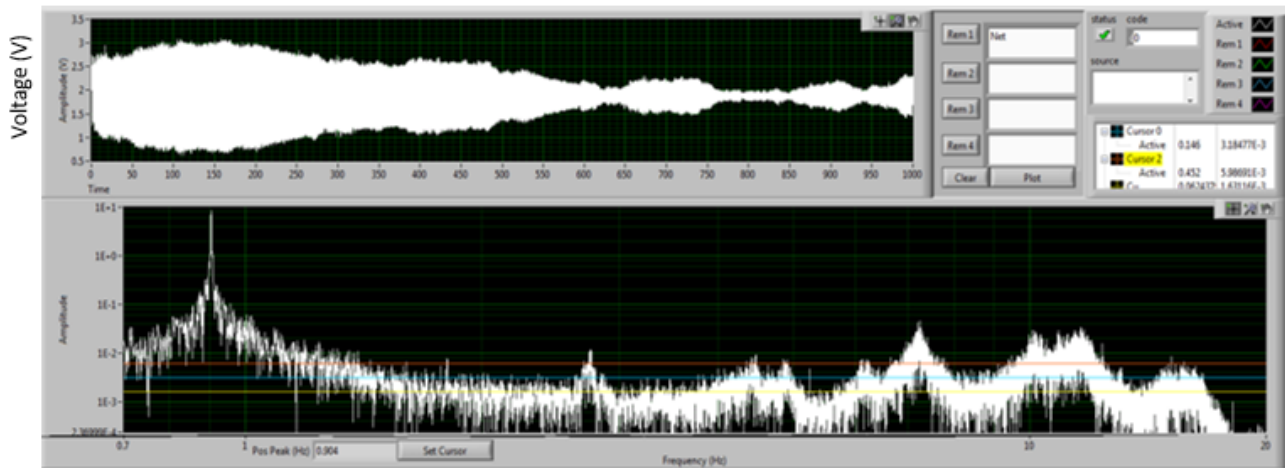 Voltage (V)
Amplitude (V)
3.5
3
2.5
2
1.5
1
0.5
0 50 100 150 200 250 300 350 400 450 500 550 600 650 700 750 800 850 900 950 1000
Time
Rem 1
Net
Rem 2
Rem 3
Rem 4
Clear
Plot
status
code
0
source
Active
Rem 1
Rem 2
Rem 3
Rem 4
Cursor 0
Active 0.146 3.18477E-3
Cursor 2
Active 0.452 5.98691E-3
Amplitude
1E+1
1E+0
1E-1
1E-2
1E-3
0.7 1 10 20
Pos Peak (Hz) 0.904
Set Cursor
Frequency (Hz)